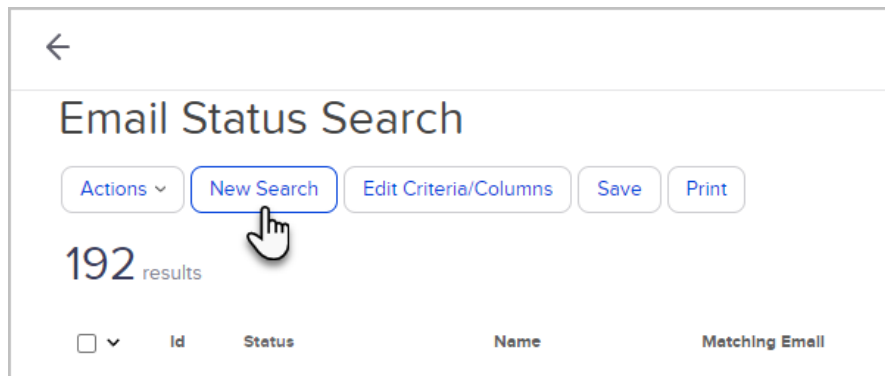 Email Status Search
Actions New Search Edit Criteria/Columns Save Print
192 results
Id Status Name Matching Email